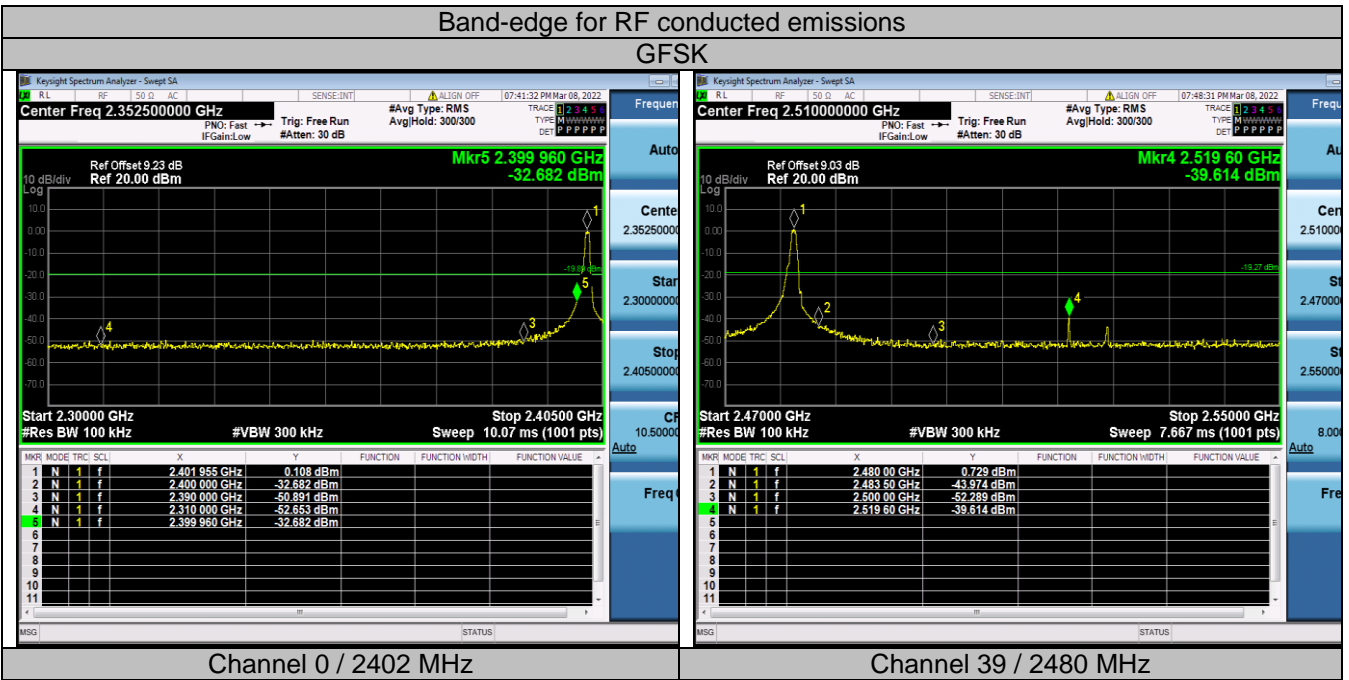 Band-edge for RF conducted emissions
GFSK
Keysight Spectrum Analyzer - Swept SA
RL RF 50 Ω AC SENSE:INT ALIGN OFF 07:41:32 PM Mar 08, 2022
Center Freq 2.352500000 GHz
PNO: Fast
IFGain:Low
Trig: Free Run
#Atten: 30 dB
#Avg Type: RMS
Avg|Hold: 300/300
TRACE 1 2 3 4 5 6
TYPE M WWWWW
DET P P P P P P
Ref Offset 9.23 dB
10 dB/div Ref 20.00 dBm
Log
Mkr5 2.399 960 GHz
-32.682 dBm
10.0
0.00
-10.0
-20.0
-30.0
-40.0
-50.0
-60.0
-70.0
1
5
3
4
Start 2.30000 GHz Stop 2.40500 GHz
#Res BW 100 kHz #VBW 300 kHz Sweep 10.07 ms (1001 pts)
MKR MODE TRC SCL X Y FUNCTION FUNCTION WIDTH FUNCTION VALUE
1 N 1 f 2.401 955 GHz 0.108 dBm
2 N 1 f 2.400 000 GHz -32.682 dBm
3 N 1 f 2.390 000 GHz -50.891 dBm
4 N 1 f 2.310 000 GHz -52.653 dBm
5 N 1 f 2.399 960 GHz -32.682 dBm
6
7
8
9
10
11
MSG STATUS
Frequen
Auto
Cente
2.35250000
Star
2.30000000
Stop
2.40500000
CF
10.50000
Auto
Freq
Channel 0 / 2402 MHz
Keysight Spectrum Analyzer - Swept SA
RL RF 50 Ω AC SENSE:INT ALIGN OFF 07:48:31 PM Mar 08, 2022
Center Freq 2.510000000 GHz
PNO: Fast
IFGain:Low
Trig: Free Run
#Atten: 30 dB
#Avg Type: RMS
Avg|Hold: 300/300
TRACE 1 2 3 4 5 6
TYPE M WWWWW
DET P P P P P P
Ref Offset 9.03 dB
10 dB/div Ref 20.00 dBm
Log
Mkr4 2.519 60 GHz
-39.614 dBm
10.0
0.00
-10.0
-20.0
-30.0
-40.0
-50.0
-60.0
-70.0
1
-19.27 dBm
2
3
4
Start 2.47000 GHz Stop 2.55000 GHz
#Res BW 100 kHz #VBW 300 kHz Sweep 7.667 ms (1001 pts)
MKR MODE TRC SCL X Y FUNCTION FUNCTION WIDTH FUNCTION VALUE
1 N 1 f 2.480 00 GHz 0.729 dBm
2 N 1 f 2.483 50 GHz -43.974 dBm
3 N 1 f 2.500 00 GHz -52.289 dBm
4 N 1 f 2.519 60 GHz -39.614 dBm
5
6
7
8
9
10
11
MSG STATUS
Frequ
Au
Cen
2.51000
St
2.47000
St
2.55000
8.000
Auto
Fre
Channel 39 / 2480 MHz